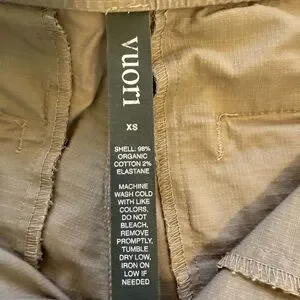 vuori
XS
SHELL: 98%
ORGANIC
COTTON 2%
ELASTANE
MACHINE
WASH COLD
WITH LIKE
COLORS,
DO NOT
BLEACH,
REMOVE
PROMPTLY,
TUMBLE
DRY LOW,
IRON ON
LOW IF
NEEDED